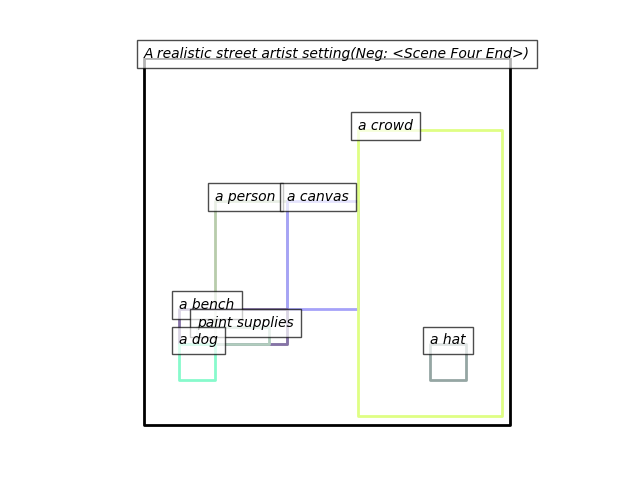 A realistic street artist setting(Neg: <Scene Four End>)
a crowd
a person
a canvas
a bench
paint supplies
a dog
a hat